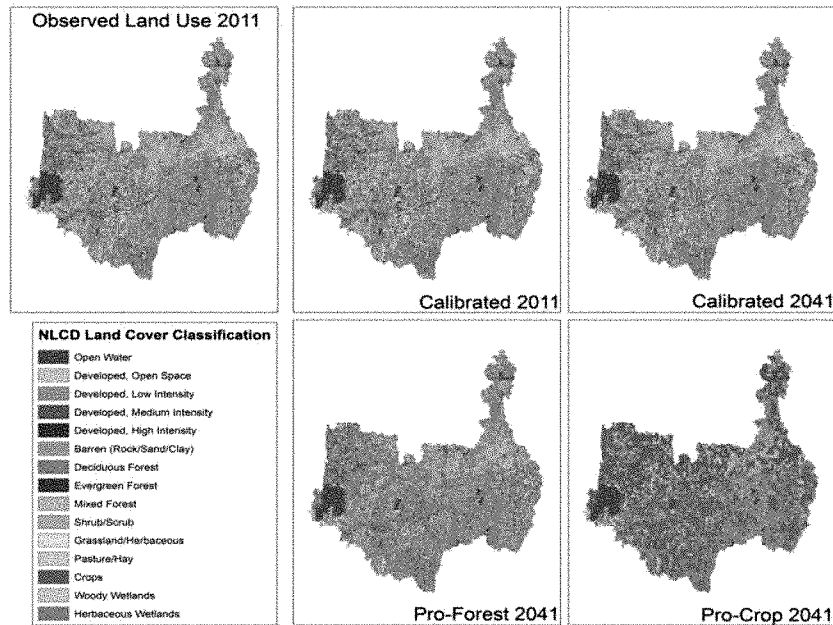 Observed Land Use 2011
Calibrated 2011
Calibrated 2041
NLCD Land Cover Classification
Open Water
Developed, Open Space
Developed, Low Intensity
Developed, Medium Intensity
Developed, High Intensity
Barren (Rock/Sand/Clay)
Deciduous Forest
Evergreen Forest
Mixed Forest
Shrub/Scrub
Grassland/Herbaceous
Pasture/Hay
Crops
Woody Wetlands
Herbaceous Wetlands
Pro-Forest 2041
Pro-Crop 2041